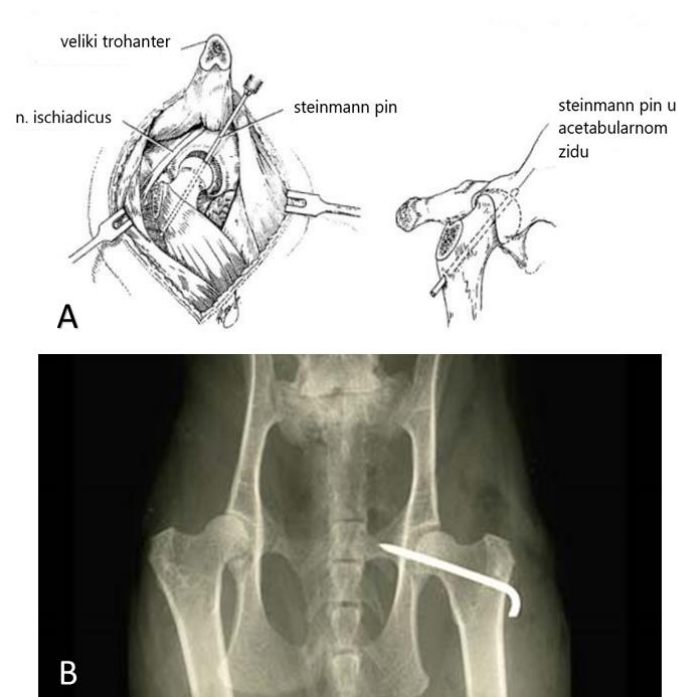 veliki trohanter
n. ischiadicus
steinmann pin
steinmann pin u
acetabularnom
zidu
A
B